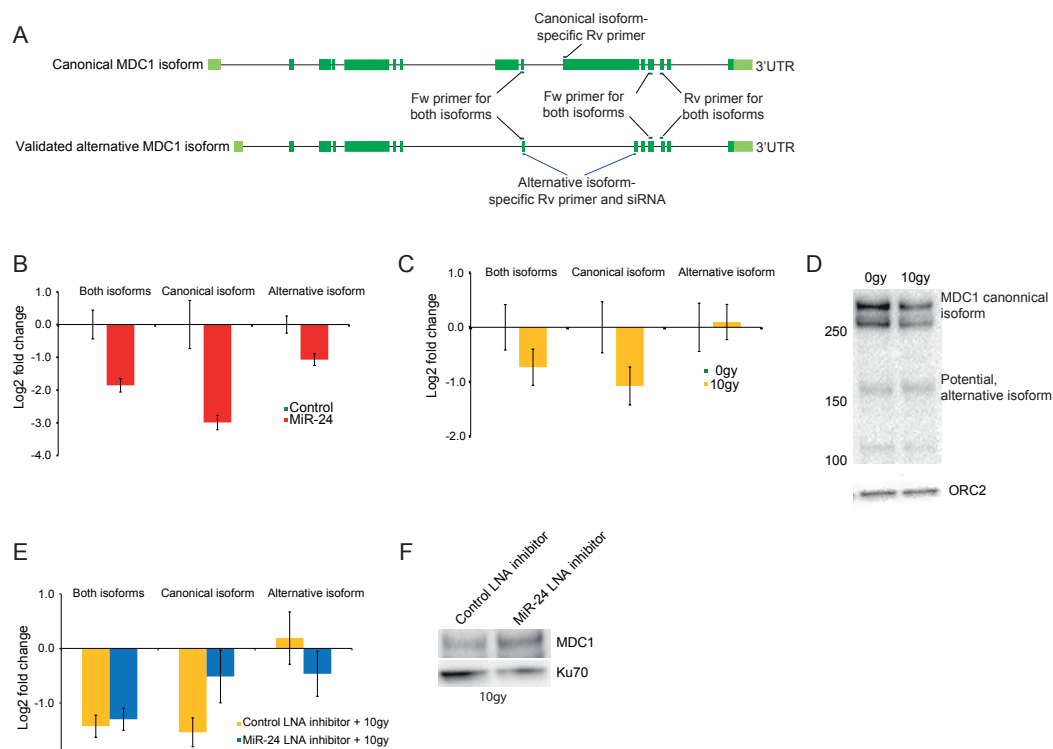 A
Canonical isoform-
specific Rv primer
Canonical MDC1 isoform
3'UTR
Fw primer for
both isoforms
Fw primer for
both isoforms
Rv primer for
both isoforms
Validated alternative MDC1 isoform
3'UTR
Alternative isoform-
specific Rv primer and siRNA
B
Both isoforms
Canonical isoform
Alternative isoform
1.0
0.0
-1.0
-2.0
-3.0
-4.0
Log2 fold change
Control
MiR-24
C
Both isoforms
Canonical isoform
Alternative isoform
1.0
0.0
-1.0
-2.0
Log2 fold change
0gy
10gy
D
0gy
10gy
MDC1 canonnical
isoform
250
Potential,
alternative isoform
150
100
ORC2
E
Both isoforms
Canonical isoform
Alternative isoform
1.0
0.0
-1.0
Log2 fold change
Control LNA inhibitor + 10gy
MiR-24 LNA inhibitor + 10gy
F
Control LNA inhibitor
MiR-24 LNA inhibitor
MDC1
Ku70
10gy